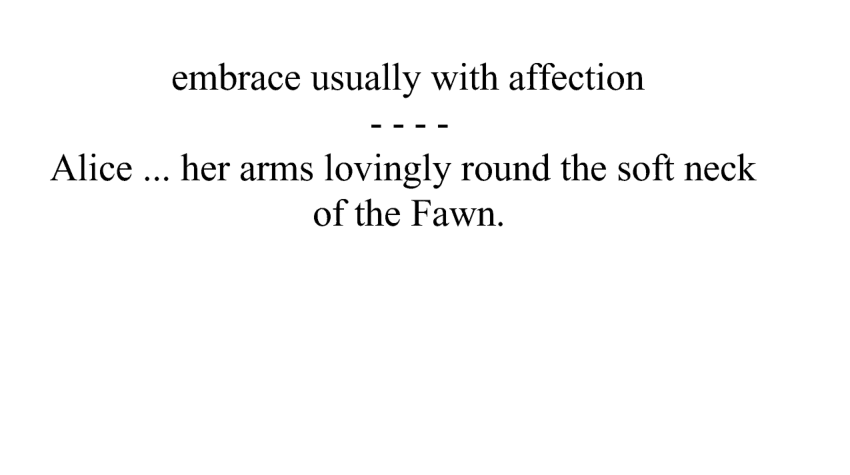 embrace usually with affection
- - - -
Alice ... her arms lovingly round the soft neck
of the Fawn.